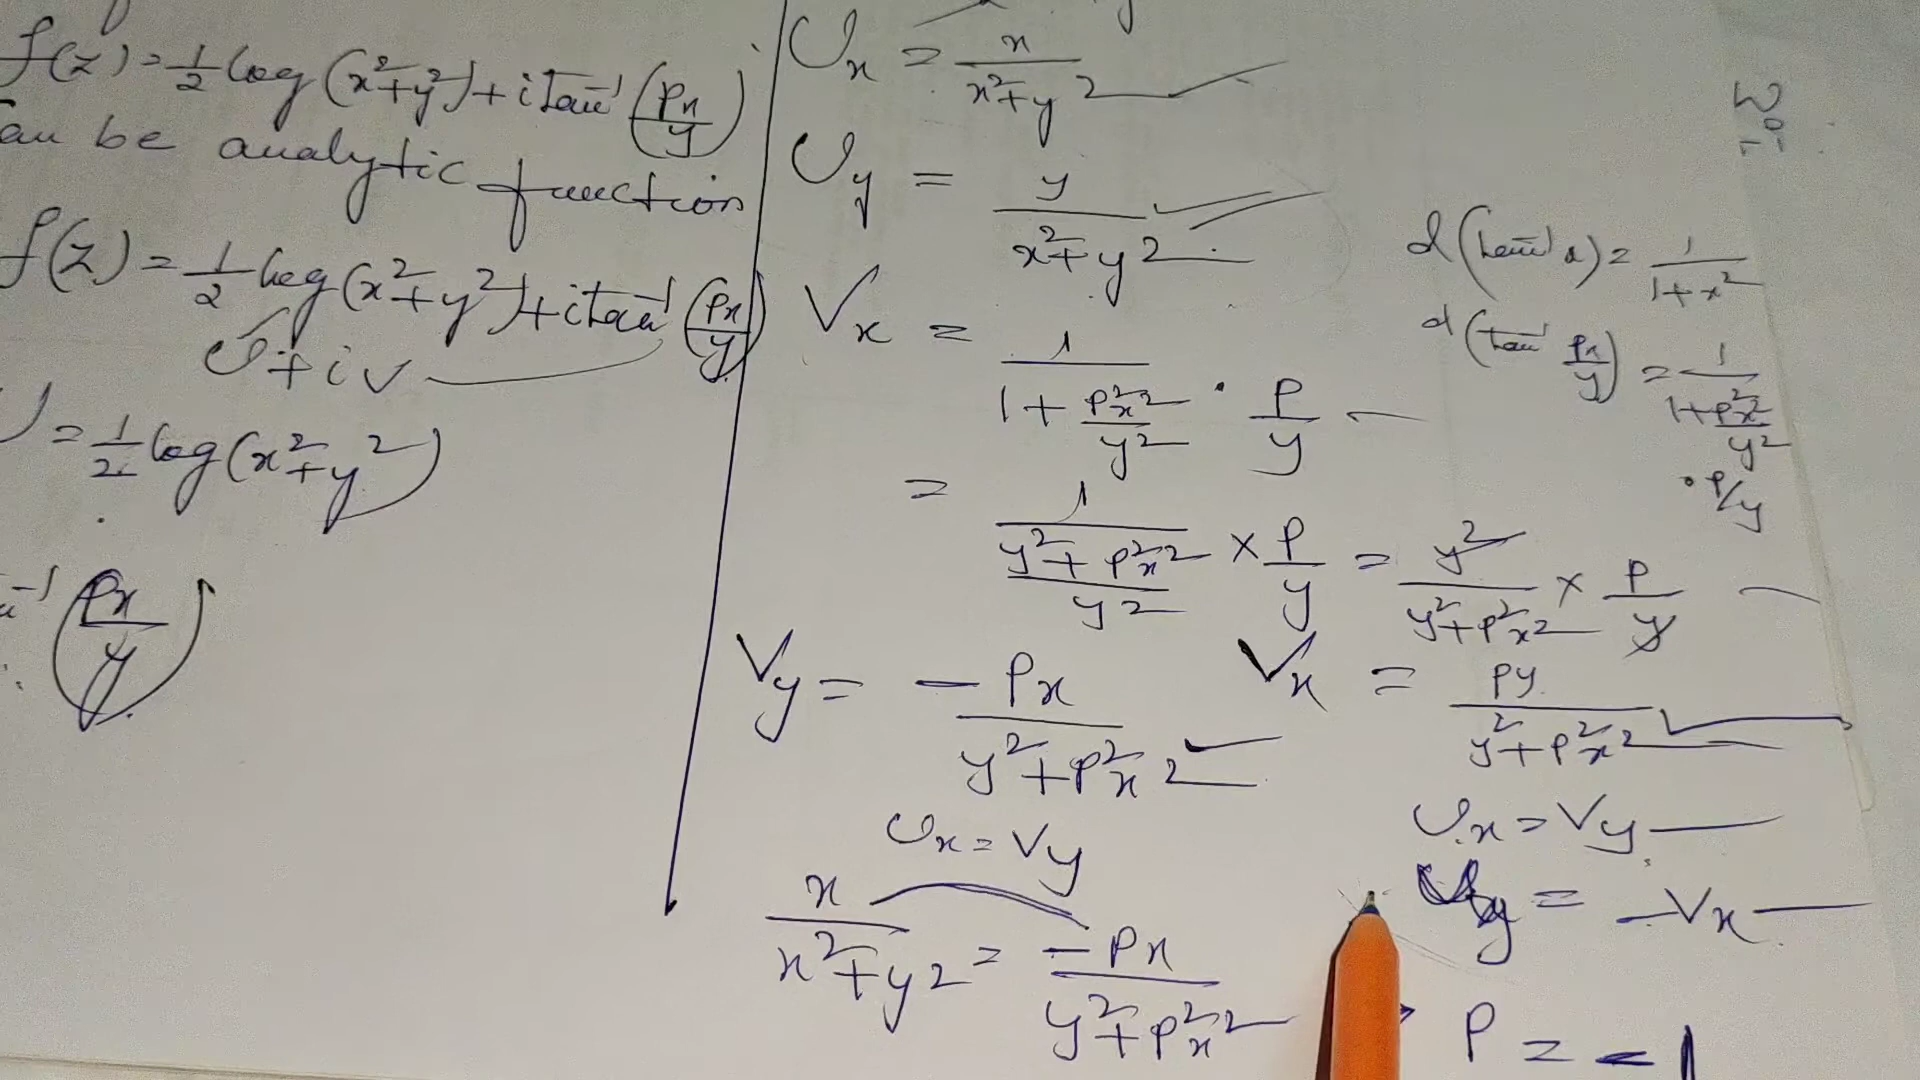 f(z)=1/2 log(x²+y²)+i Tan⁻¹(px/y)
can be analytic function
f(z)=1/2 log(x²+y²)+i Tan⁻¹(px/y)
U+iv
U=1/2 log(x²+y²)
⁻¹(px/y)
Ux = x/(x²+y²)
Uy = y/(x²+y²)
Vx = 1/(1+p²x²/y²) · p/y
= 1/((y²+p²x²)/y²) × p/y = y²/(y²+p²x²) × p/y
Vy = -px/(y²+p²x²)
Vx = py/(y²+p²x²)
Ux=Vy
x/(x²+y²) = -px/(y²+p²x²)
d(tan⁻¹x)=1/(1+x²)
d(tan⁻¹ px/y)=1/(1+p²x²/y²)
·p/y
Ux=Vy
Uy = -Vx
P = -1